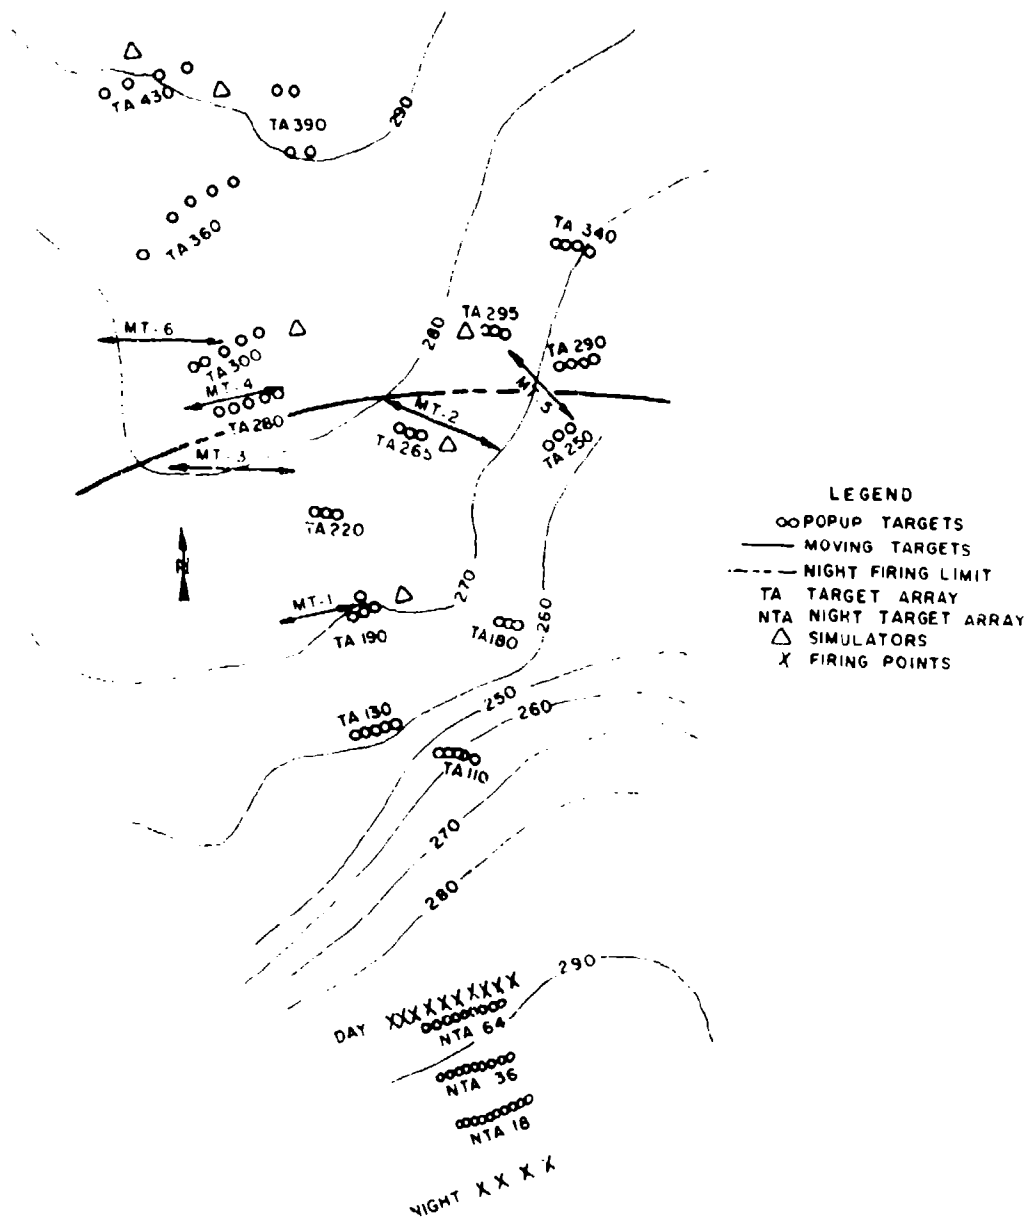 TA 430
TA 390
290
TA 360
TA 340
MT-6
TA 300
280
TA 295
TA 290
MT-4
TA 280
MT-2
MT-5
TA 265
TA 250
MT-3
TA 220
N
LEGEND
POPUP TARGETS
MOVING TARGETS
NIGHT FIRING LIMIT
TA TARGET ARRAY
NTA NIGHT TARGET ARRAY
SIMULATORS
X FIRING POINTS
MT-1
270
260
TA 190
TA180
TA 130
250
260
TA 110
270
280
290
DAY XXXXXXXXX
NTA 64
NTA 36
NTA 18
NIGHT X X X X